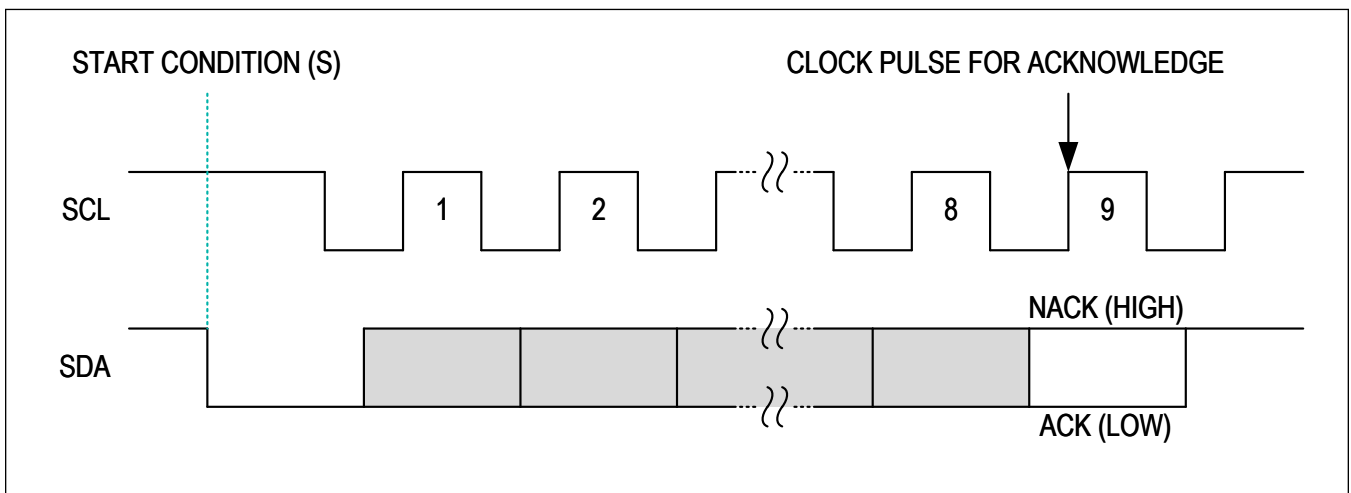 START CONDITION (S)
CLOCK PULSE FOR ACKNOWLEDGE
SCL
1
2
8
9
NACK (HIGH)
SDA
ACK (LOW)